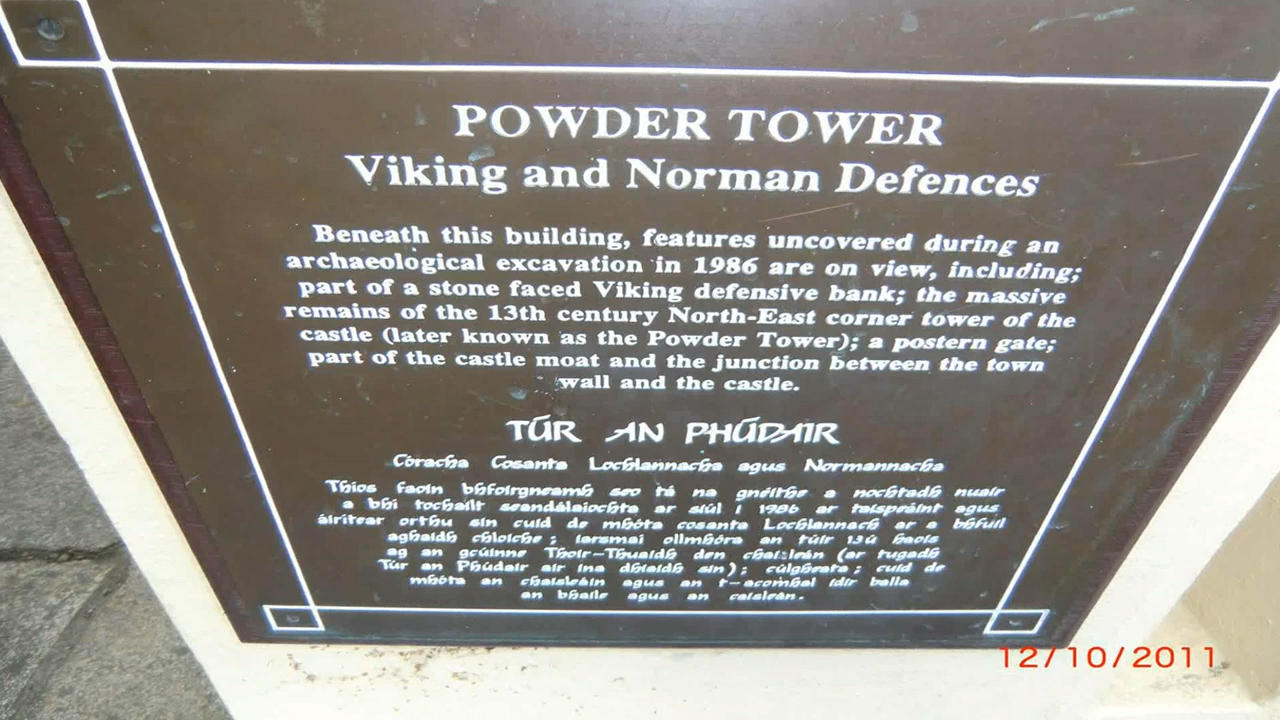 POWDER TOWER
Viking and Norman Defences
Beneath this building, features uncovered during an
archaeological excavation in 1986 are on view, including;
part of a stone faced Viking defensive bank; the massive
remains of the 13th century North-East corner tower of the
castle (later known as the Powder Tower); a postern gate;
part of the castle moat and the junction between the town
wall and the castle.
TÚR AN PHÚDAIR
Córacha Cosanta Lochlannacha agus Normannacha
Thíos faoin bhfoirgneamh seo tá na gnéithe a nochtadh nuair
a bhí tochailt seandálaíochta ar siúl i 1986 ar taispeáint agus
áirítear orthu sin cuid de mhóta cosanta Lochlannach ar a bhfuil
aghaidh chloiche; iarsmaí ollmhóra an túir 13ú haois
ag an gcúinne Thoir-Thuaidh den chaisleán (ar tugadh
Túr an Phúdair air ina dhiaidh sin); cúlgheata; cuid de
mhóta an chaisleáin agus an t-acomhal idir balla
an bhaile agus an caisleán.
12/10/2011